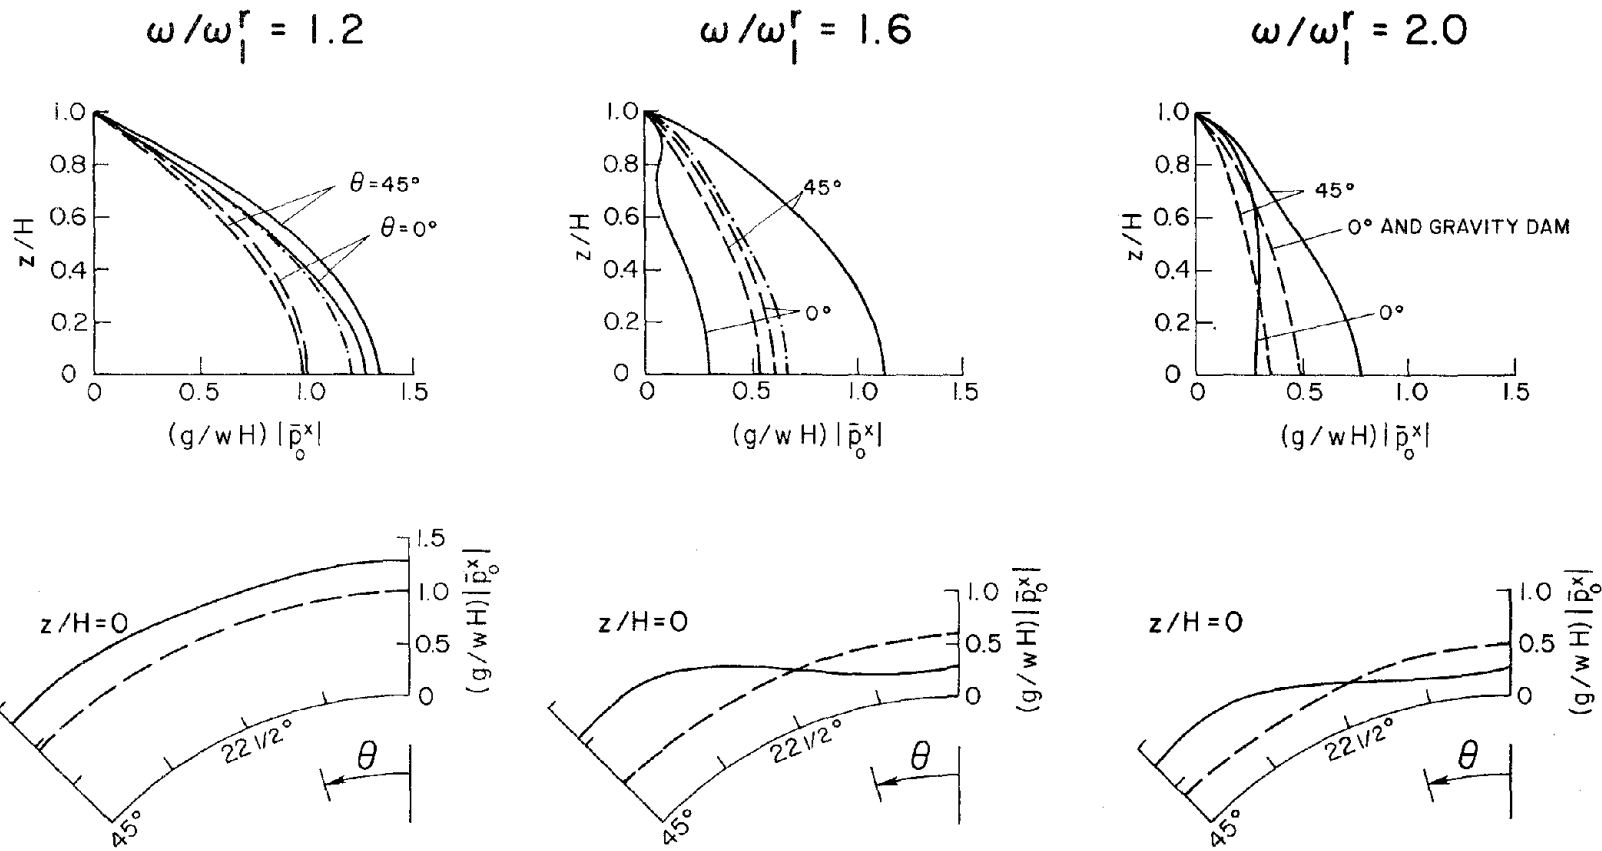 ω/ω₁ʳ = 1.2
ω/ω₁ʳ = 1.6
ω/ω₁ʳ = 2.0
1.0
0.8
0.6
0.4
0.2
0
z/H
θ=45°
θ=0°
0
0.5
1.0
1.5
(g/wH)|p̄₀ˣ|
1.0
0.8
0.6
0.4
0.2
0
z/H
45°
0°
0
0.5
1.0
1.5
(g/wH)|p̄₀ˣ|
1.0
0.8
0.6
0.4
0.2
0
z/H
45°
0° AND GRAVITY DAM
0°
0
0.5
1.0
1.5
(g/wH)|p̄₀ˣ|
z/H=0
1.5
1.0
0.5
0
(g/wH)|p̄₀ˣ|
22 1/2°
θ
45°
z/H=0
1.0
0.5
0
(g/wH)|p̄₀ˣ|
22 1/2°
θ
45°
z/H=0
1.0
0.5
0
(g/wH)|p̄₀ˣ|
22 1/2°
θ
45°